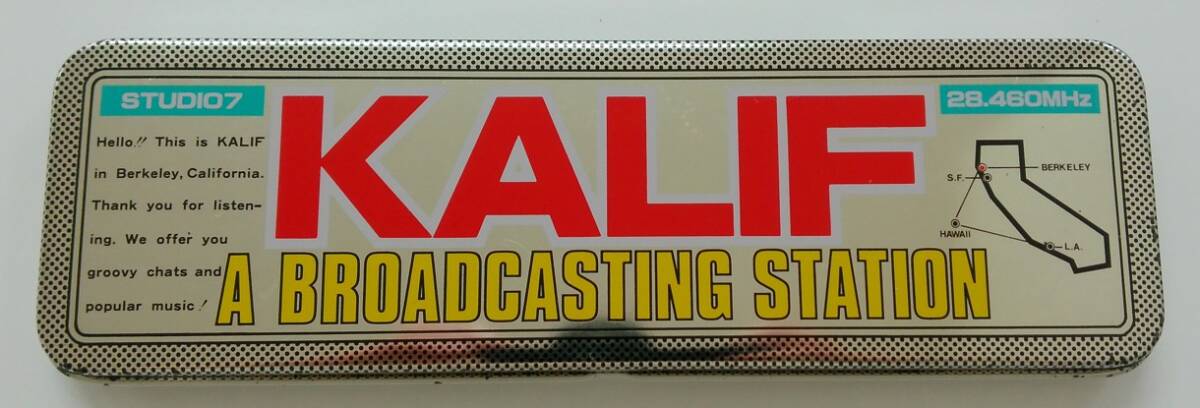 STUDIO7
Hello!! This is KALIF
in Berkeley, California.
Thank you for listen-
ing. We offer you
groovy chats and
popular music!
KALIF
A BROADCASTING STATION
28.460MHz
BERKELEY
S.F.
HAWAII
L.A.